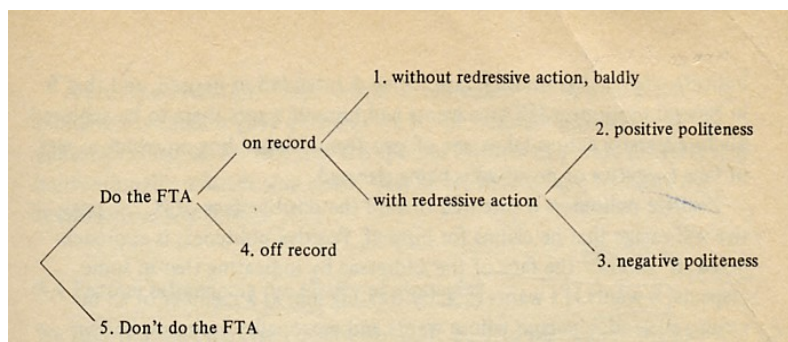 1. without redressive action, baldly
2. positive politeness
on record
Do the FTA
with redressive action
4. off record
3. negative politeness
5. Don't do the FTA